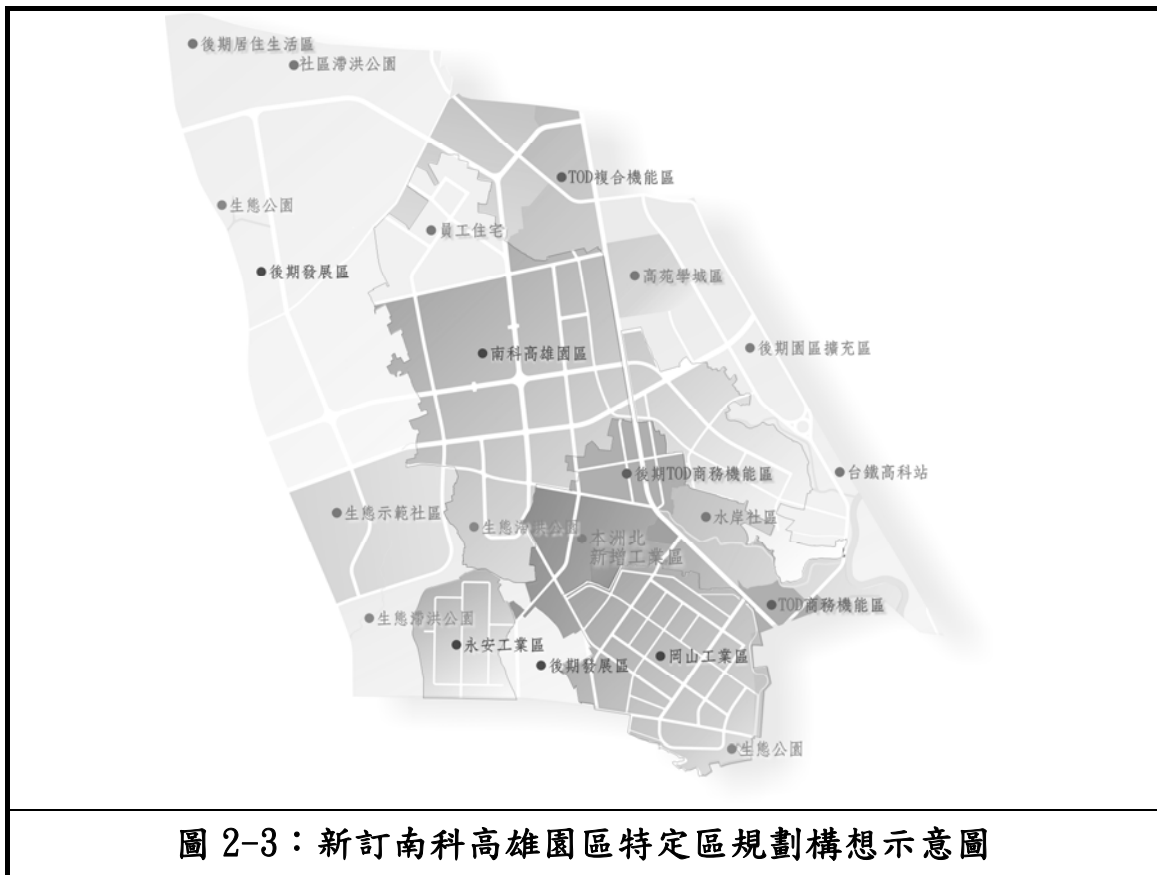 後期居住生活區
社區滯洪公園
TOD複合機能區
生態公園
員工住宅
後期發展區
高苑學城區
後期園區擴充區
南科高雄園區
後期TOD商務機能區
台鐵高科站
生態示範社區
生態滯洪公園
水岸社區
本洲北
新增工業區
TOD商務機能區
生態滯洪公園
永安工業區
後期發展區
岡山工業區
生態公園
圖 2-3：新訂南科高雄園區特定區規劃構想示意圖